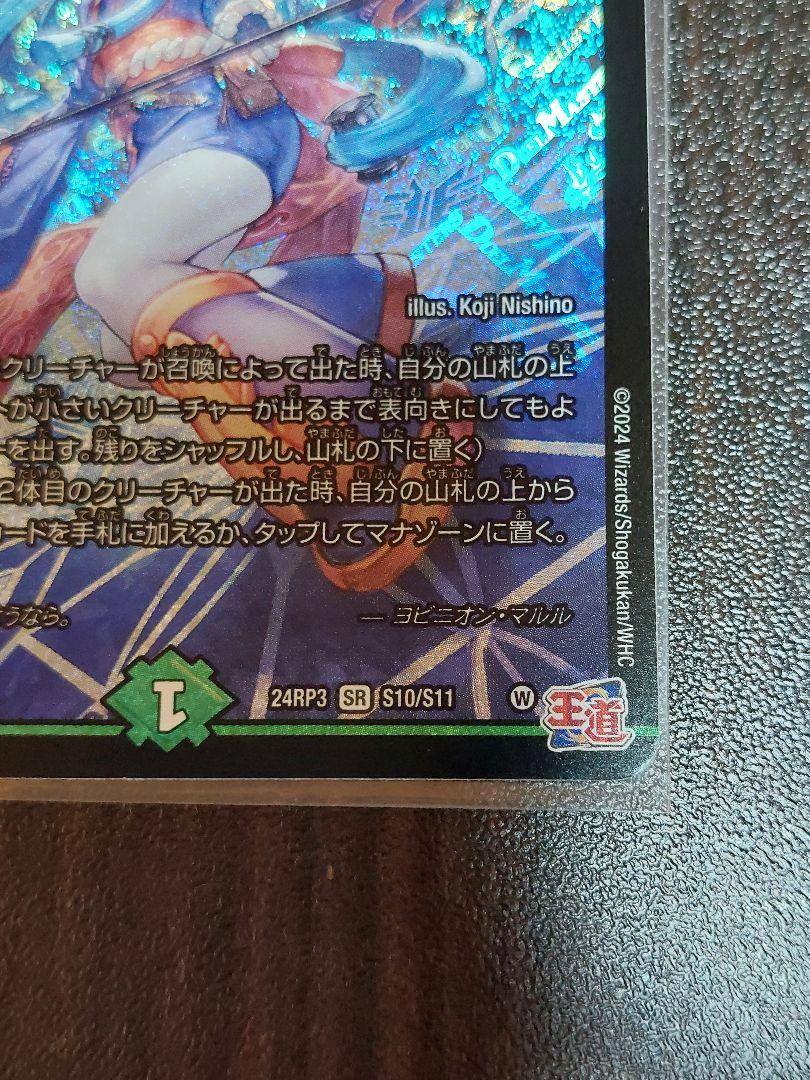 DUEL MASTERS
illus. Koji Nishino
クリーチャーが召喚によって出た時、自分の山札の上
トが小さいクリーチャーが出るまで表向きにしてもよ
ーを出す。残りをシャッフルし、山札の下に置く)
2体目のクリーチャーが出た時、自分の山札の上から
ードを手札に加えるか、タップしてマナゾーンに置く。
うなら。 — ヨビニオン・マルル
1 24RP3 SR S10/S11 W 王道
©2024 Wizards/Shogakukan/WHC